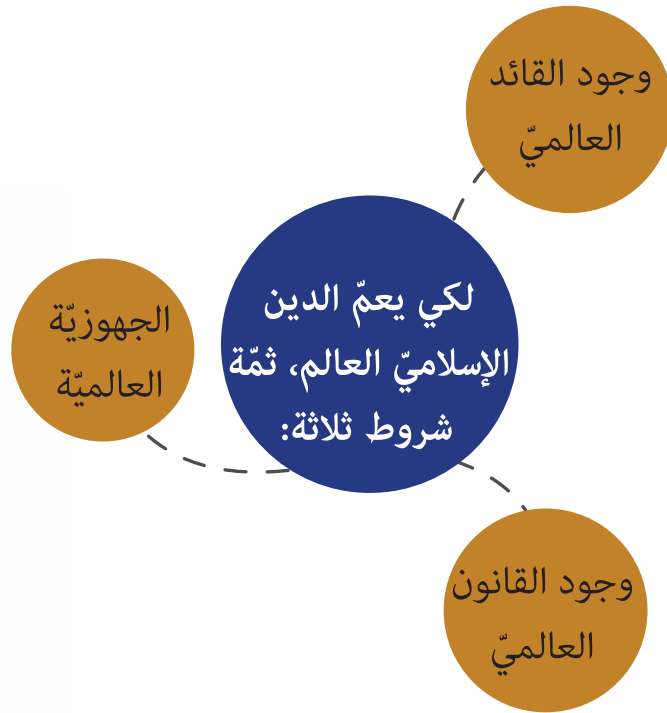 وجود القائد
العالميّ
لكي يعمّ الدين
الإسلاميّ العالم، ثمّة
شروط ثلاثة:
الجهوزيّة
العالميّة
وجود القانون
العالميّ